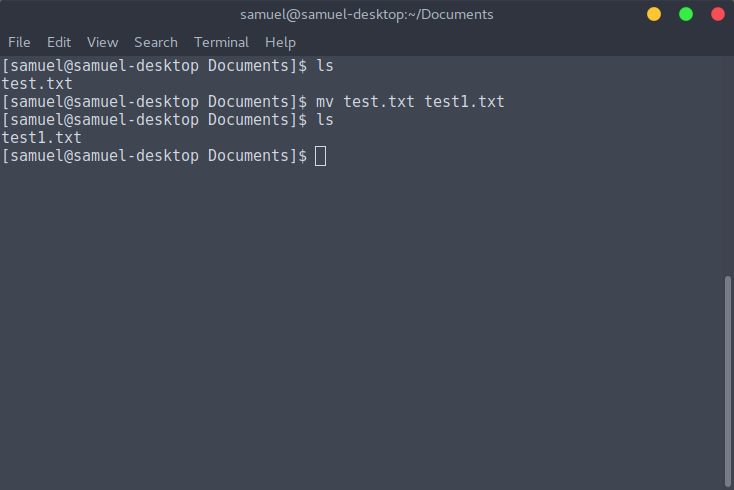 samuel@samuel-desktop:~/Documents
File Edit View Search Terminal Help
[samuel@samuel-desktop Documents]$ ls
test.txt
[samuel@samuel-desktop Documents]$ mv test.txt test1.txt
[samuel@samuel-desktop Documents]$ ls
test1.txt
[samuel@samuel-desktop Documents]$